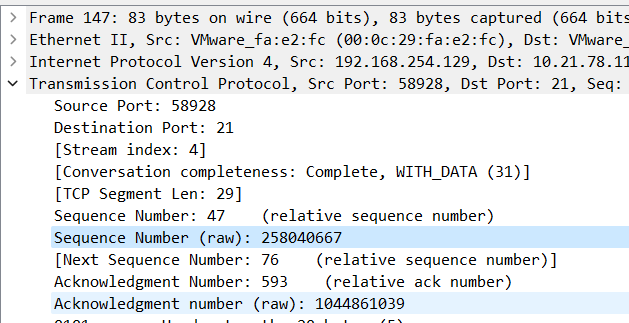 Frame 147: 83 bytes on wire (664 bits), 83 bytes captured (664 bits
Ethernet II, Src: VMware_fa:e2:fc (00:0c:29:fa:e2:fc), Dst: VMware_
Internet Protocol Version 4, Src: 192.168.254.129, Dst: 10.21.78.11
Transmission Control Protocol, Src Port: 58928, Dst Port: 21, Seq:
Source Port: 58928
Destination Port: 21
[Stream index: 4]
[Conversation completeness: Complete, WITH_DATA (31)]
[TCP Segment Len: 29]
Sequence Number: 47    (relative sequence number)
Sequence Number (raw): 258040667
[Next Sequence Number: 76    (relative sequence number)]
Acknowledgment Number: 593    (relative ack number)
Acknowledgment number (raw): 1044861039